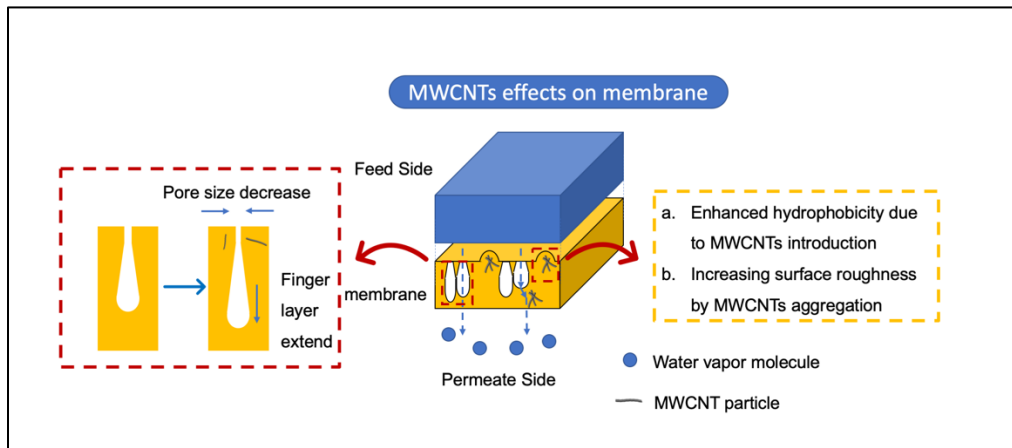 MWCNTs effects on membrane
Feed Side
Pore size decrease
Finger
layer
extend
membrane
Permeate Side
a. Enhanced hydrophobicity due
to MWCNTs introduction
b. Increasing surface roughness
by MWCNTs aggregation
Water vapor molecule
MWCNT particle